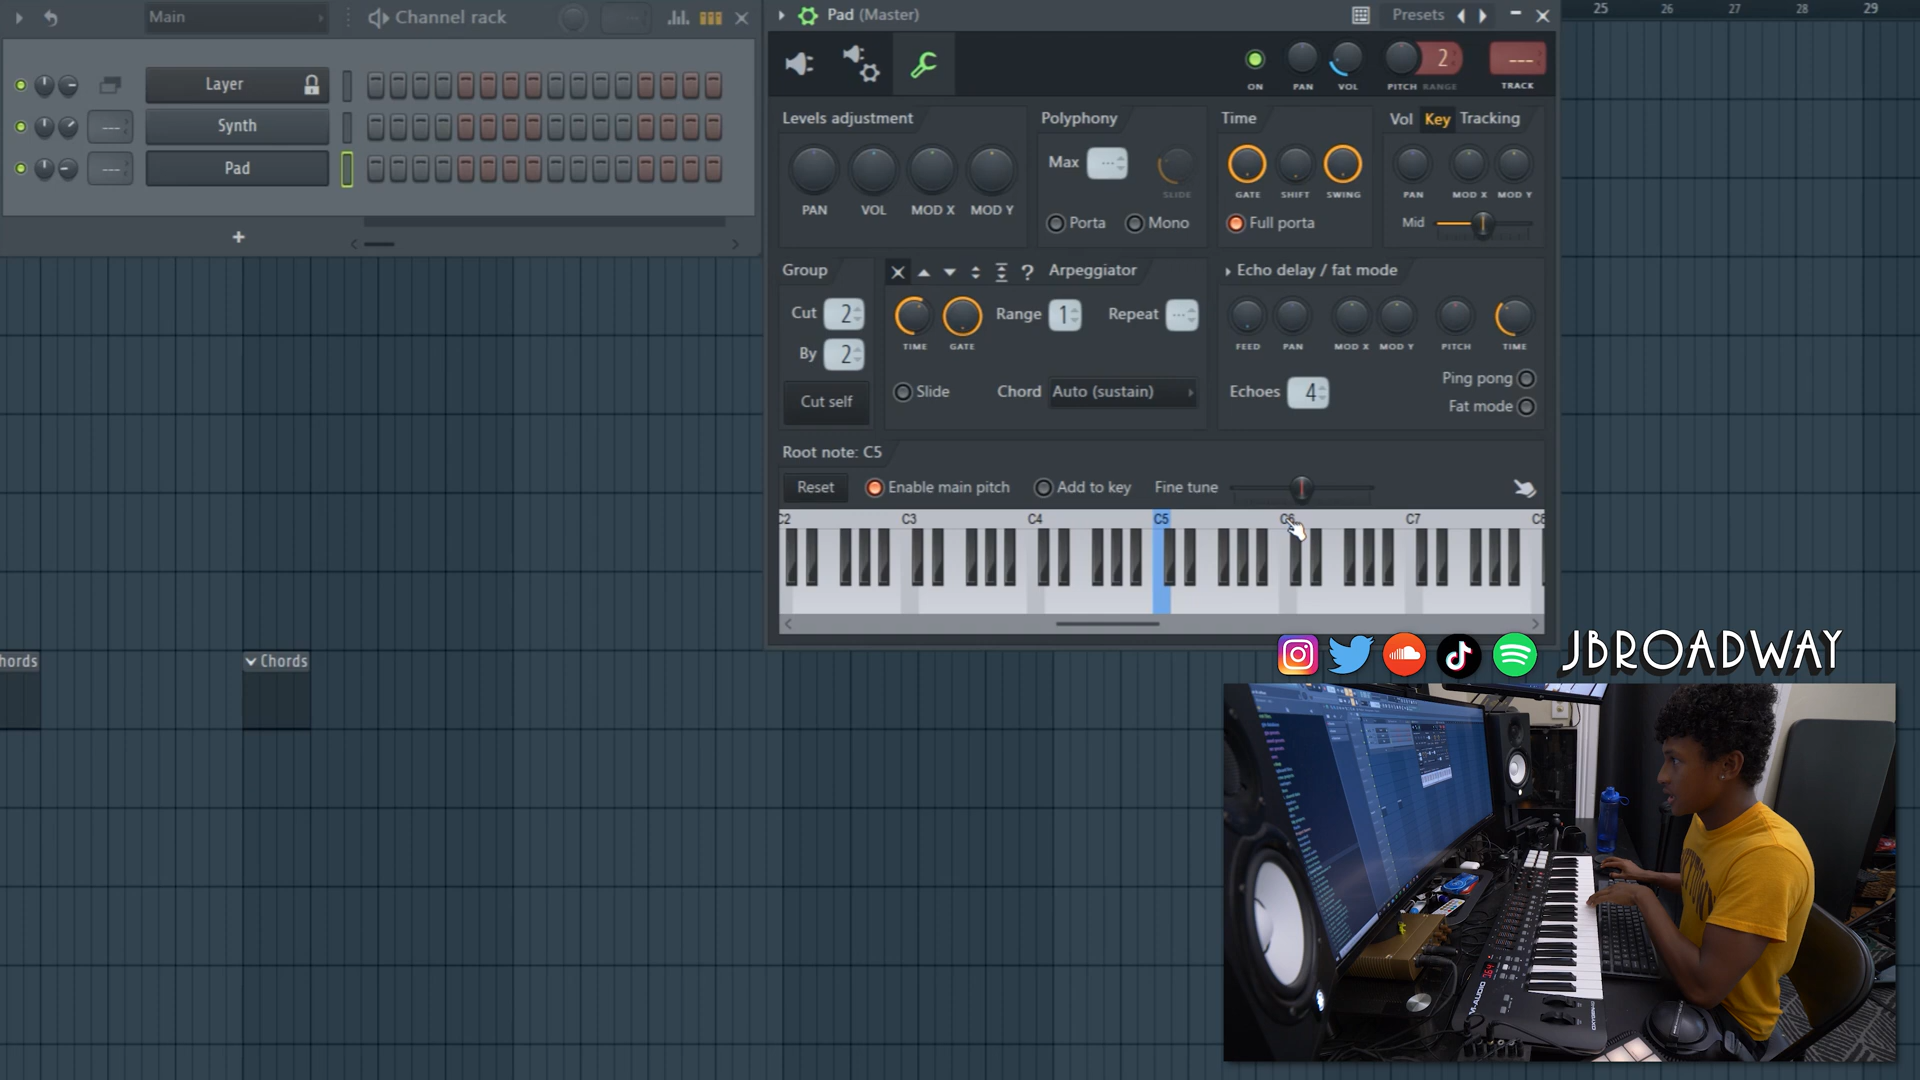 Main
Channel rack
Layer
Synth
Pad
+
Pad (Master)
Presets
ON PAN VOL PITCH RANGE TRACK
2
---
Levels adjustment
PAN VOL MOD X MOD Y
Polyphony
Max ---
SLIDE
Porta Mono
Time
GATE SHIFT SWING
Full porta
Vol Key Tracking
PAN MOD X MOD Y
Mid
Group
Cut 2
By 2
Cut self
? Arpeggiator
TIME GATE
Range 1 Repeat ---
Slide
Chord Auto (sustain)
Echo delay / fat mode
FEED PAN MOD X MOD Y PITCH TIME
Echoes 4
Ping pong
Fat mode
Root note: C5
Reset Enable main pitch Add to key Fine tune
C2 C3 C4 C5 C6 C7
25 26 27 28 29
hords
Chords
JBROADWAY
M-AUDIO